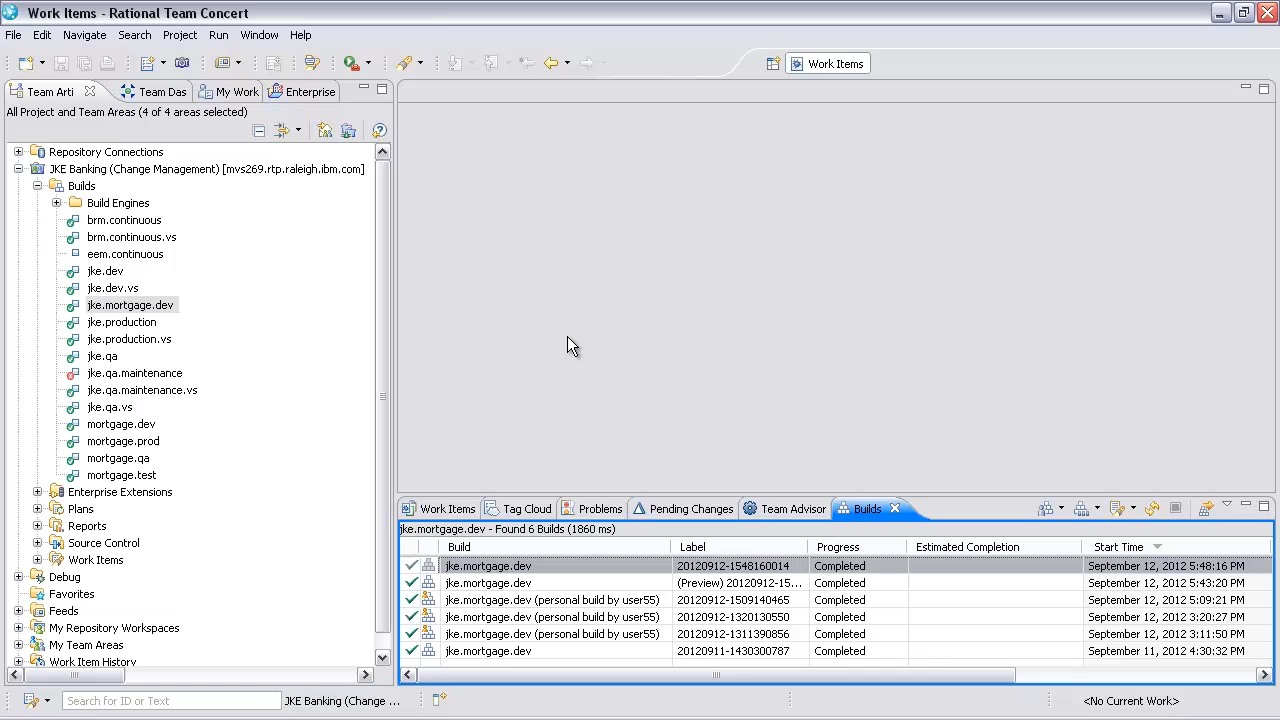 Work Items - Rational Team Concert
File Edit Navigate Search Project Run Window Help
Work Items
Team Arti Team Das My Work Enterprise
All Project and Team Areas (4 of 4 areas selected)
Repository Connections
JKE Banking (Change Management) [mvs269.rtp.raleigh.ibm.com]
Builds
Build Engines
brm.continuous
brm.continuous.vs
eem.continuous
jke.dev
jke.dev.vs
jke.mortgage.dev
jke.production
jke.production.vs
jke.qa
jke.qa.maintenance
jke.qa.maintenance.vs
jke.qa.vs
mortgage.dev
mortgage.prod
mortgage.qa
mortgage.test
Enterprise Extensions
Plans
Reports
Source Control
Work Items
Debug
Favorites
Feeds
My Repository Workspaces
My Team Areas
Work Item History
Work Items Tag Cloud Problems Pending Changes Team Advisor Builds
jke.mortgage.dev - Found 6 Builds (1860 ms)
Build Label Progress Estimated Completion Start Time
jke.mortgage.dev 20120912-1548160014 Completed September 12, 2012 5:48:16 PM
jke.mortgage.dev (Preview) 20120912-15... Completed September 12, 2012 5:43:20 PM
jke.mortgage.dev (personal build by user55) 20120912-1509140465 Completed September 12, 2012 5:09:21 PM
jke.mortgage.dev (personal build by user55) 20120912-1320130550 Completed September 12, 2012 3:20:27 PM
jke.mortgage.dev (personal build by user55) 20120912-1311390856 Completed September 12, 2012 3:11:50 PM
jke.mortgage.dev 20120911-1430300787 Completed September 11, 2012 4:30:32 PM
Search for ID or Text JKE Banking (Change ... <No Current Work>